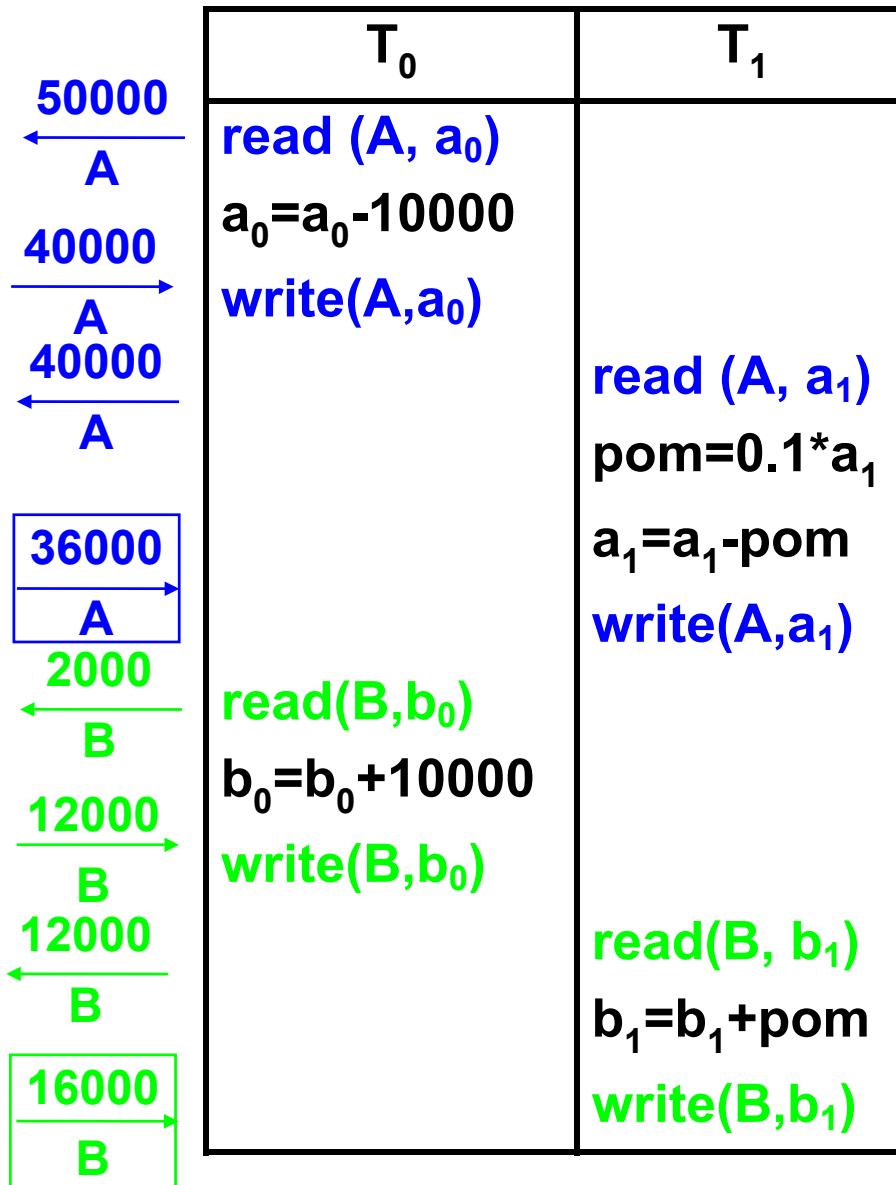 T₀ T₁
50000
A
read (A, a₀)
a₀=a₀-10000
40000
A
write(A,a₀)
40000
A
read (A, a₁)
pom=0.1*a₁
36000
A
a₁=a₁-pom
write(A,a₁)
2000
B
read(B,b₀)
b₀=b₀+10000
12000
B
write(B,b₀)
12000
B
read(B, b₁)
b₁=b₁+pom
16000
B
write(B,b₁)